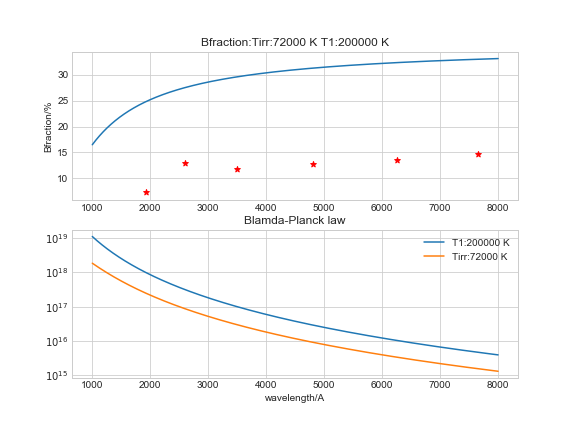 Bfraction:Tirr:72000 K T1:200000 K
Bfraction/%
30
25
20
15
10
1000 2000 3000 4000 5000 6000 7000 8000
Blamda-Planck law
10^19
10^18
10^17
10^16
10^15
T1:200000 K
Tirr:72000 K
1000 2000 3000 4000 5000 6000 7000 8000
wavelength/A